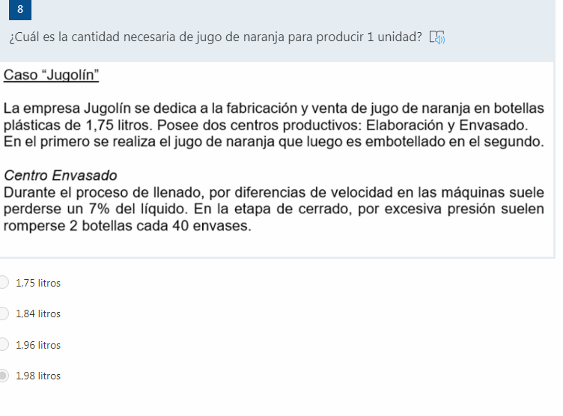 8
¿Cuál es la cantidad necesaria de jugo de naranja para producir 1 unidad?
Caso “Jugolín”
La empresa Jugolín se dedica a la fabricación y venta de jugo de naranja en botellas
plásticas de 1,75 litros. Posee dos centros productivos: Elaboración y Envasado.
En el primero se realiza el jugo de naranja que luego es embotellado en el segundo.
Centro Envasado
Durante el proceso de llenado, por diferencias de velocidad en las máquinas suele
perderse un 7% del líquido. En la etapa de cerrado, por excesiva presión suelen
romperse 2 botellas cada 40 envases.
1.75 litros
1,84 litros
1.96 litros
1,98 litros